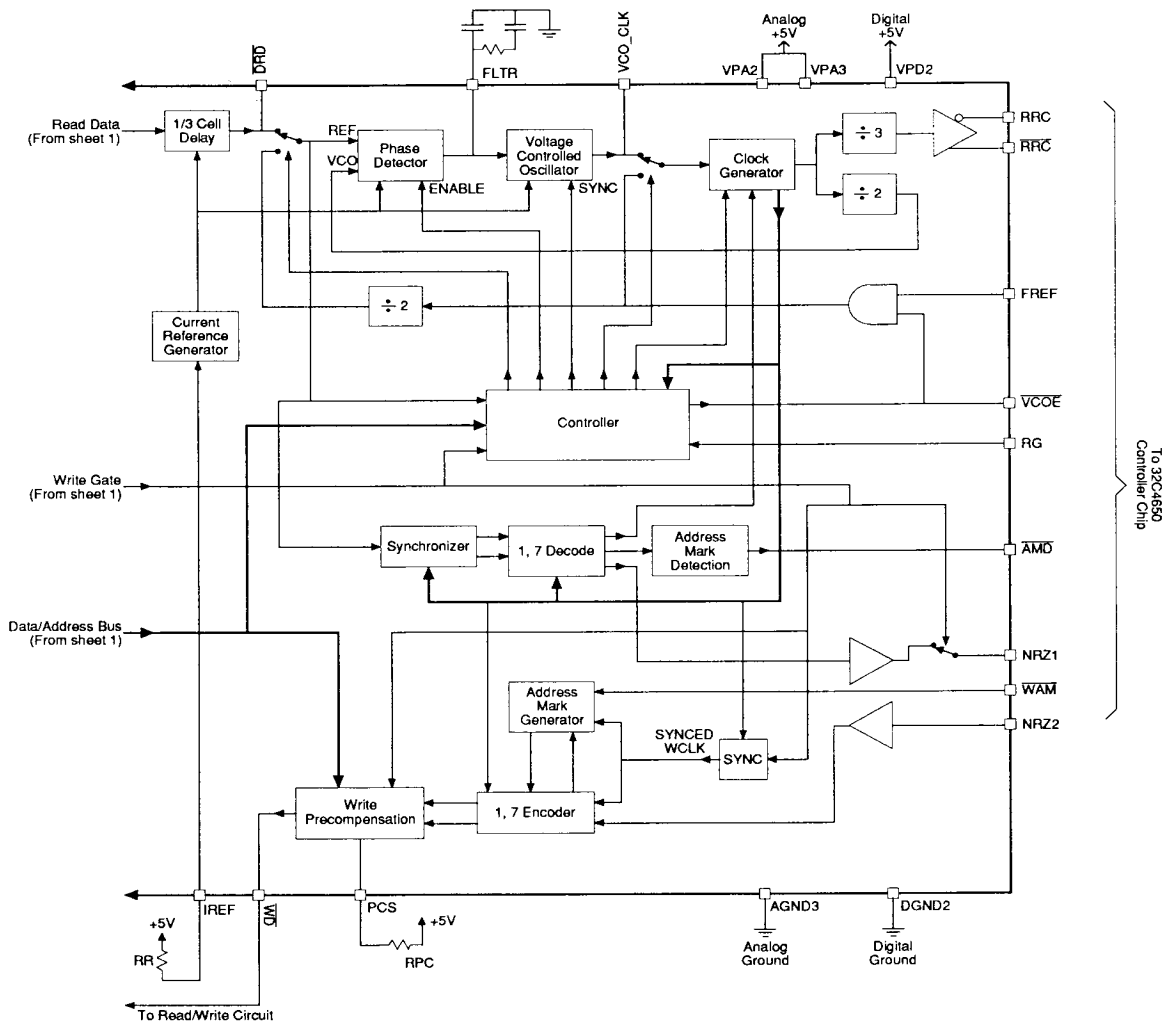 Analog
+5V
Digital
+5V
DRD
FLTR
VCO_CLK
VPA2
VPA3
VPD2
Read Data
(From sheet 1)
1/3 Cell
Delay
REF
VCO
Phase
Detector
ENABLE
Voltage
Controlled
Oscillator
SYNC
Clock
Generator
÷ 3
÷ 2
RRC
RRC
÷ 2
FREF
Current
Reference
Generator
Controller
VCOE
RG
To 32C4650
Controller Chip
Write Gate
(From sheet 1)
Synchronizer
1, 7 Decode
Address
Mark
Detection
AMD
Data/Address Bus
(From sheet 1)
NRZ1
Address
Mark
Generator
WAM
NRZ2
SYNCED
WCLK
SYNC
Write
Precompensation
1, 7 Encoder
IREF
WD
PCS
AGND3
DGND2
+5V
RR
+5V
RPC
Analog
Ground
Digital
Ground
To Read/Write Circuit